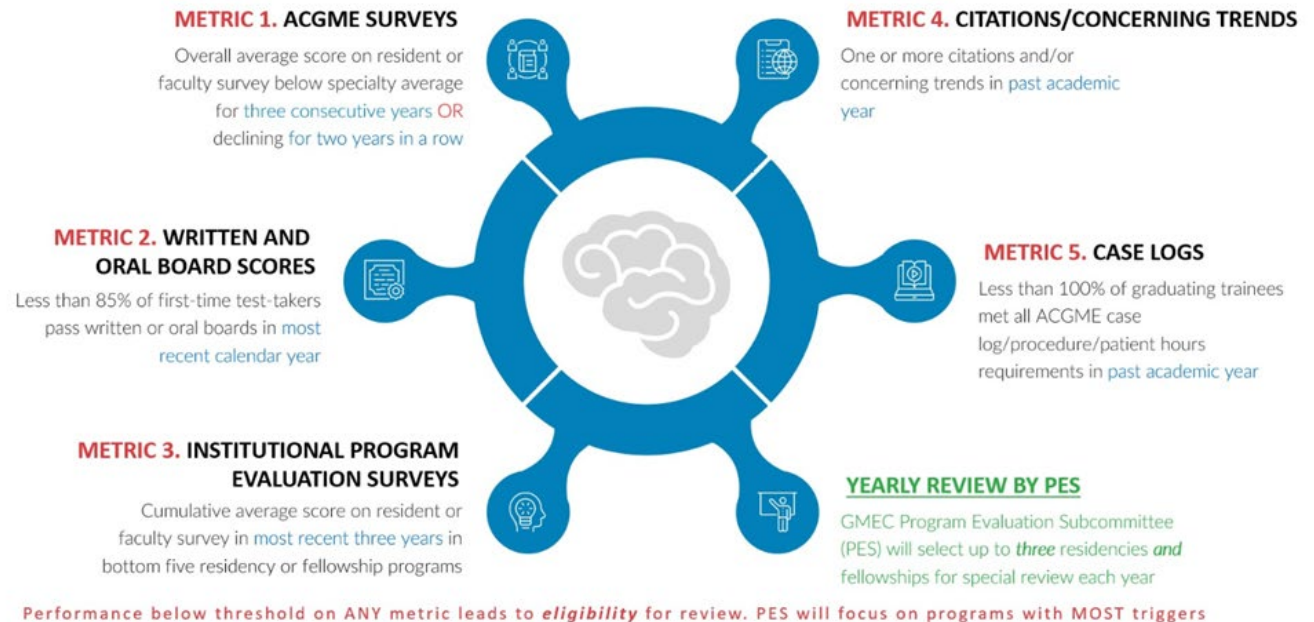 METRIC 1. ACGME SURVEYS
Overall average score on resident or
faculty survey below specialty average
for three consecutive years OR
declining for two years in a row
METRIC 2. WRITTEN AND
ORAL BOARD SCORES
Less than 85% of first-time test-takers
pass written or oral boards in most
recent calendar year
METRIC 3. INSTITUTIONAL PROGRAM
EVALUATION SURVEYS
Cumulative average score on resident or
faculty survey in most recent three years in
bottom five residency or fellowship programs
METRIC 4. CITATIONS/CONCERNING TRENDS
One or more citations and/or
concerning trends in past academic
year
METRIC 5. CASE LOGS
Less than 100% of graduating trainees
met all ACGME case
log/procedure/patient hours
requirements in past academic year
YEARLY REVIEW BY PES
GMEC Program Evaluation Subcommittee
(PES) will select up to three residencies and
fellowships for special review each year
Performance below threshold on ANY metric leads to eligibility for review. PES will focus on programs with MOST triggers